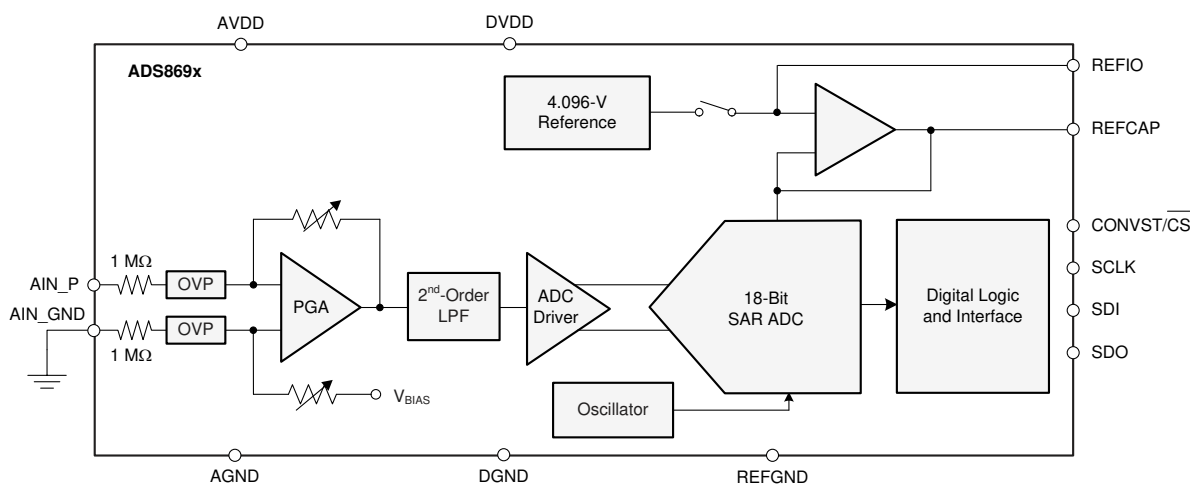 AVDD
DVDD
ADS869x
REFIO
4.096-V
Reference
REFCAP
CONVST/C̅S̅
1 MΩ
OVP
AIN_P
SCLK
PGA
2nd-Order
LPF
ADC
Driver
18-Bit
SAR ADC
Digital Logic
and Interface
AIN_GND
OVP
1 MΩ
SDI
SDO
VBIAS
Oscillator
AGND
DGND
REFGND